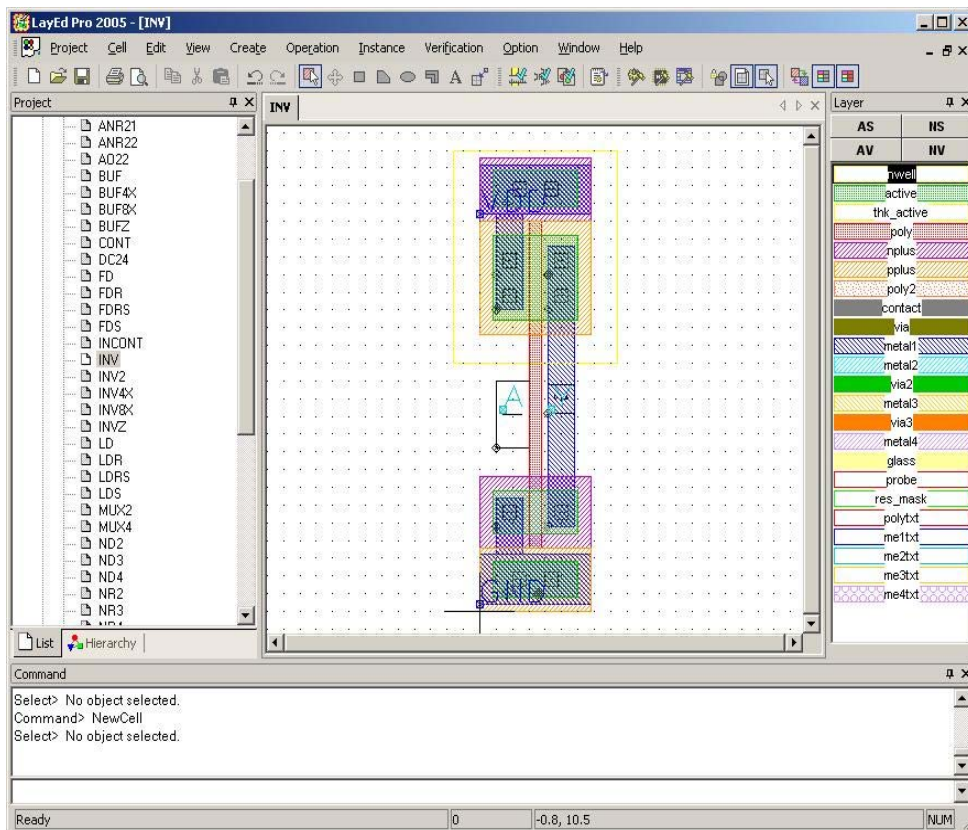 LayEd Pro 2005 - [INV]
Project Cell Edit View Create Operation Instance Verification Option Window Help
Project
ANR21
ANR22
AO22
BUF
BUF4X
BUF8X
BUFZ
CONT
DC24
FD
FDR
FDRS
FDS
INCONT
INV
INV2
INV4X
INV8X
INVZ
LD
LDR
LDRS
LDS
MUX2
MUX4
ND2
ND3
ND4
NR2
NR3
List Hierarchy
INV
A
GND
Layer
AS NS
AV NV
nwell
active
thk_active
poly
nplus
pplus
poly2
contact
via
metal1
metal2
via2
metal3
via3
metal4
glass
probe
res_mask
polytxt
me1txt
me2txt
me3txt
me4txt
Command
Select> No object selected.
Command> NewCell
Select> No object selected.
Ready 0 -0.8, 10.5 NUM